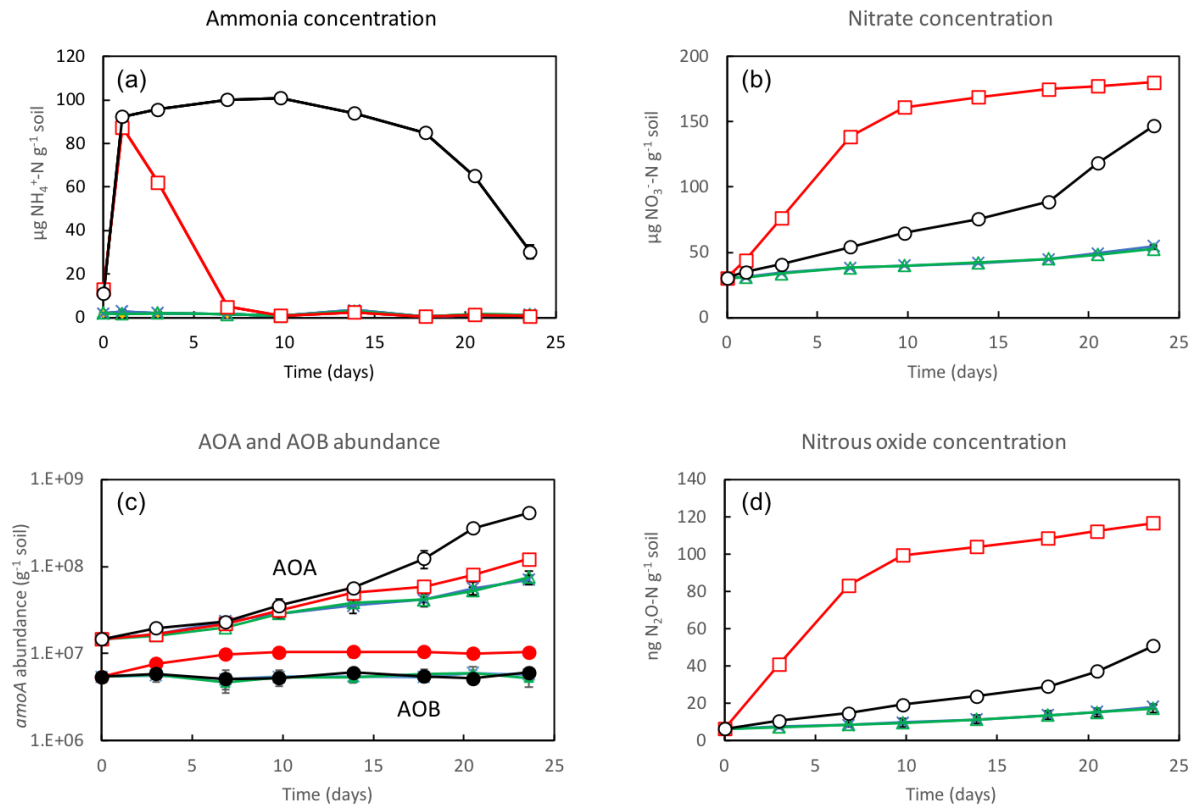 Ammonia concentration
(a)
µg NH₄⁺-N g⁻¹ soil
120
100
80
60
40
20
0
0 5 10 15 20 25
Time (days)
Nitrate concentration
(b)
µg NO₃⁻-N g⁻¹ soil
200
150
100
50
0
0 5 10 15 20 25
Time (days)
AOA and AOB abundance
(c)
amoA abundance (g⁻¹ soil)
1.E+09
1.E+08
1.E+07
1.E+06
AOA
AOB
0 5 10 15 20 25
Time (days)
Nitrous oxide concentration
(d)
ng N₂O-N g⁻¹ soil
140
120
100
80
60
40
20
0
0 5 10 15 20 25
Time (days)